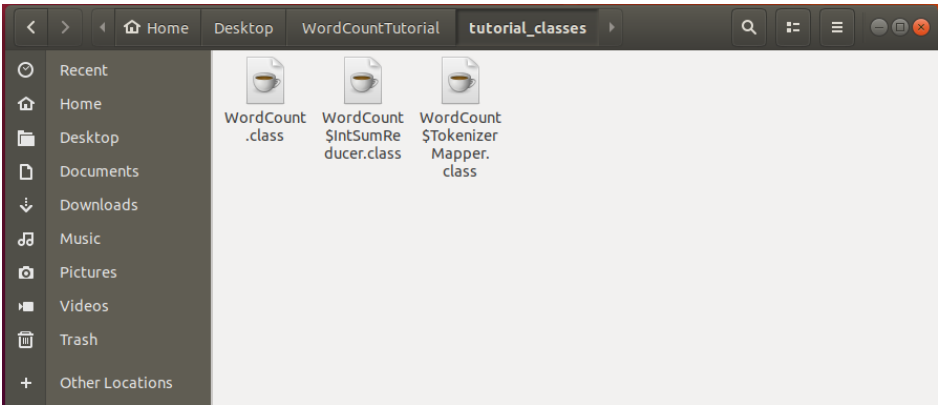 Home Desktop WordCountTutorial tutorial_classes
Recent
Home
Desktop
Documents
Downloads
Music
Pictures
Videos
Trash
Other Locations
WordCount
.class
WordCount
$IntSumRe
ducer.class
WordCount
$Tokenizer
Mapper.
class